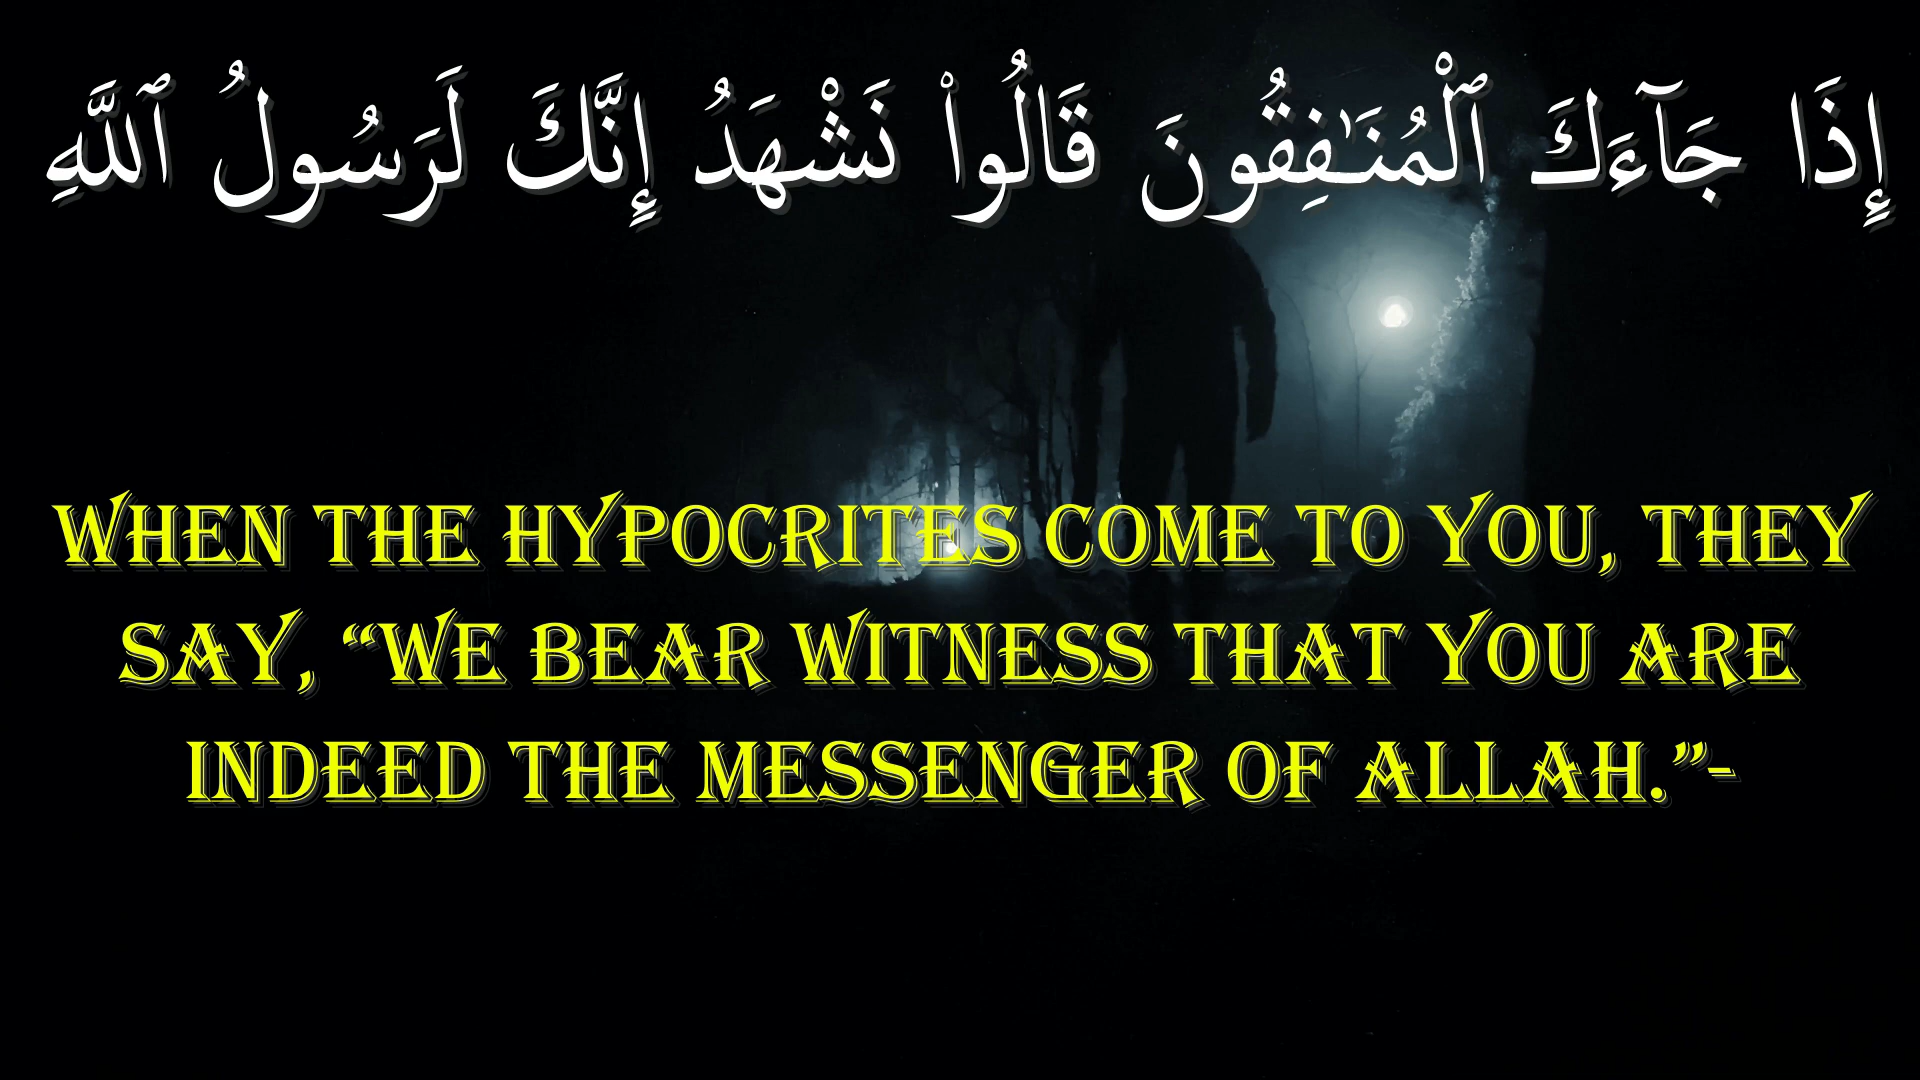 إِذَا جَآءَكَ ٱلْمُنَـٰفِقُونَ قَالُوا۟ نَشْهَدُ إِنَّكَ لَرَسُولُ ٱللَّهِ
WHEN THE HYPOCRITES COME TO YOU, THEY
SAY, “WE BEAR WITNESS THAT YOU ARE
INDEED THE MESSENGER OF ALLAH.”-